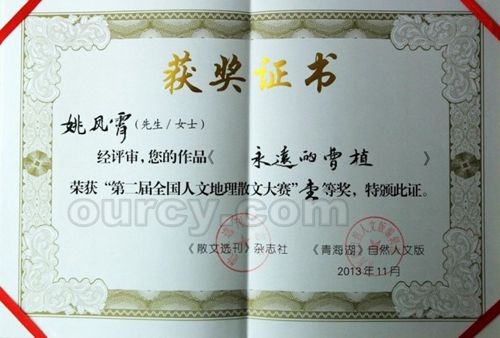 获奖证书
姚凤霄(先生/女士)
经评审,您的作品《 永远的曹植 》
荣获“第二届全国人文地理散文大赛”壹等奖,特颁此证。
ourcy.com
《散文选刊》杂志社 《青海湖》自然人文版
2013年11月